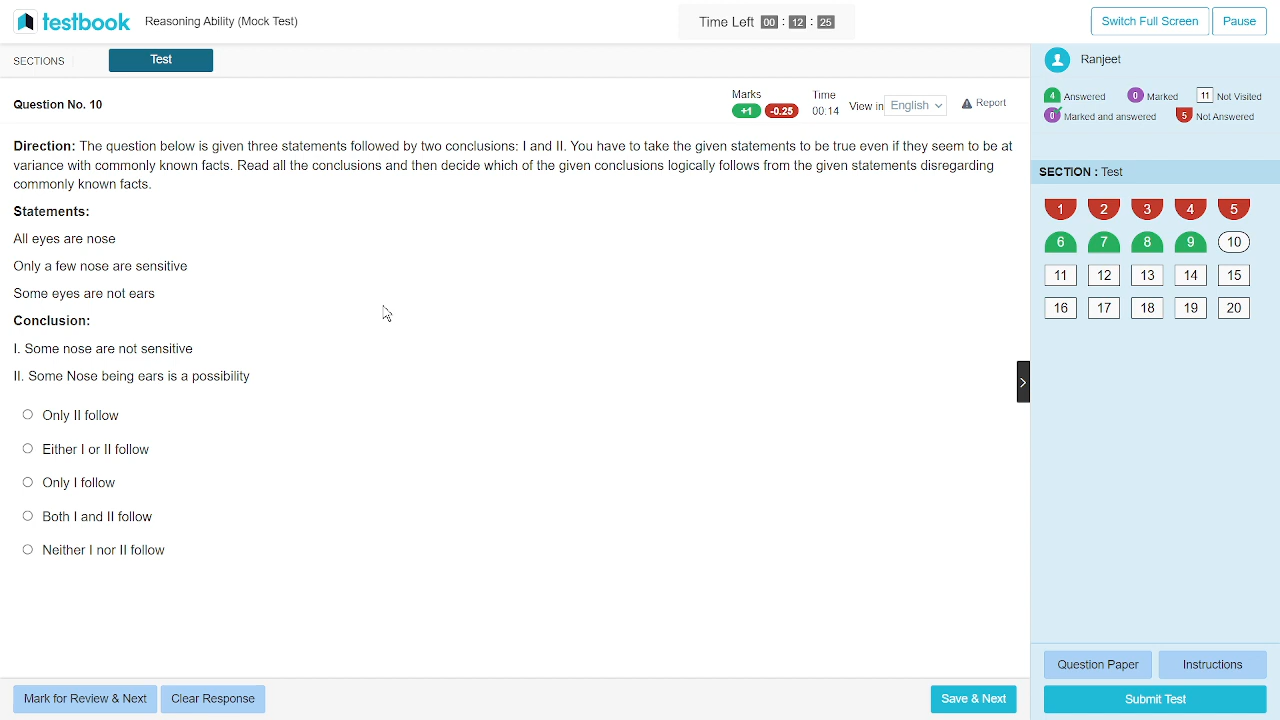 testbook Reasoning Ability (Mock Test) Time Left 00 : 12 : 25 Switch Full Screen Pause
SECTIONS Test Ranjeet
Question No. 10 Marks +1 -0.25 Time 00:14 View in English Report
4 Answered 0 Marked 11 Not Visited
0 Marked and answered 5 Not Answered
Direction: The question below is given three statements followed by two conclusions: I and II. You have to take the given statements to be true even if they seem to be at
variance with commonly known facts. Read all the conclusions and then decide which of the given conclusions logically follows from the given statements disregarding
commonly known facts.
Statements:
All eyes are nose
Only a few nose are sensitive
Some eyes are not ears
Conclusion:
I. Some nose are not sensitive
II. Some Nose being ears is a possibility
Only II follow
Either I or II follow
Only I follow
Both I and II follow
Neither I nor II follow
SECTION : Test
1 2 3 4 5
6 7 8 9 10
11 12 13 14 15
16 17 18 19 20
Question Paper Instructions
Mark for Review & Next Clear Response Save & Next Submit Test